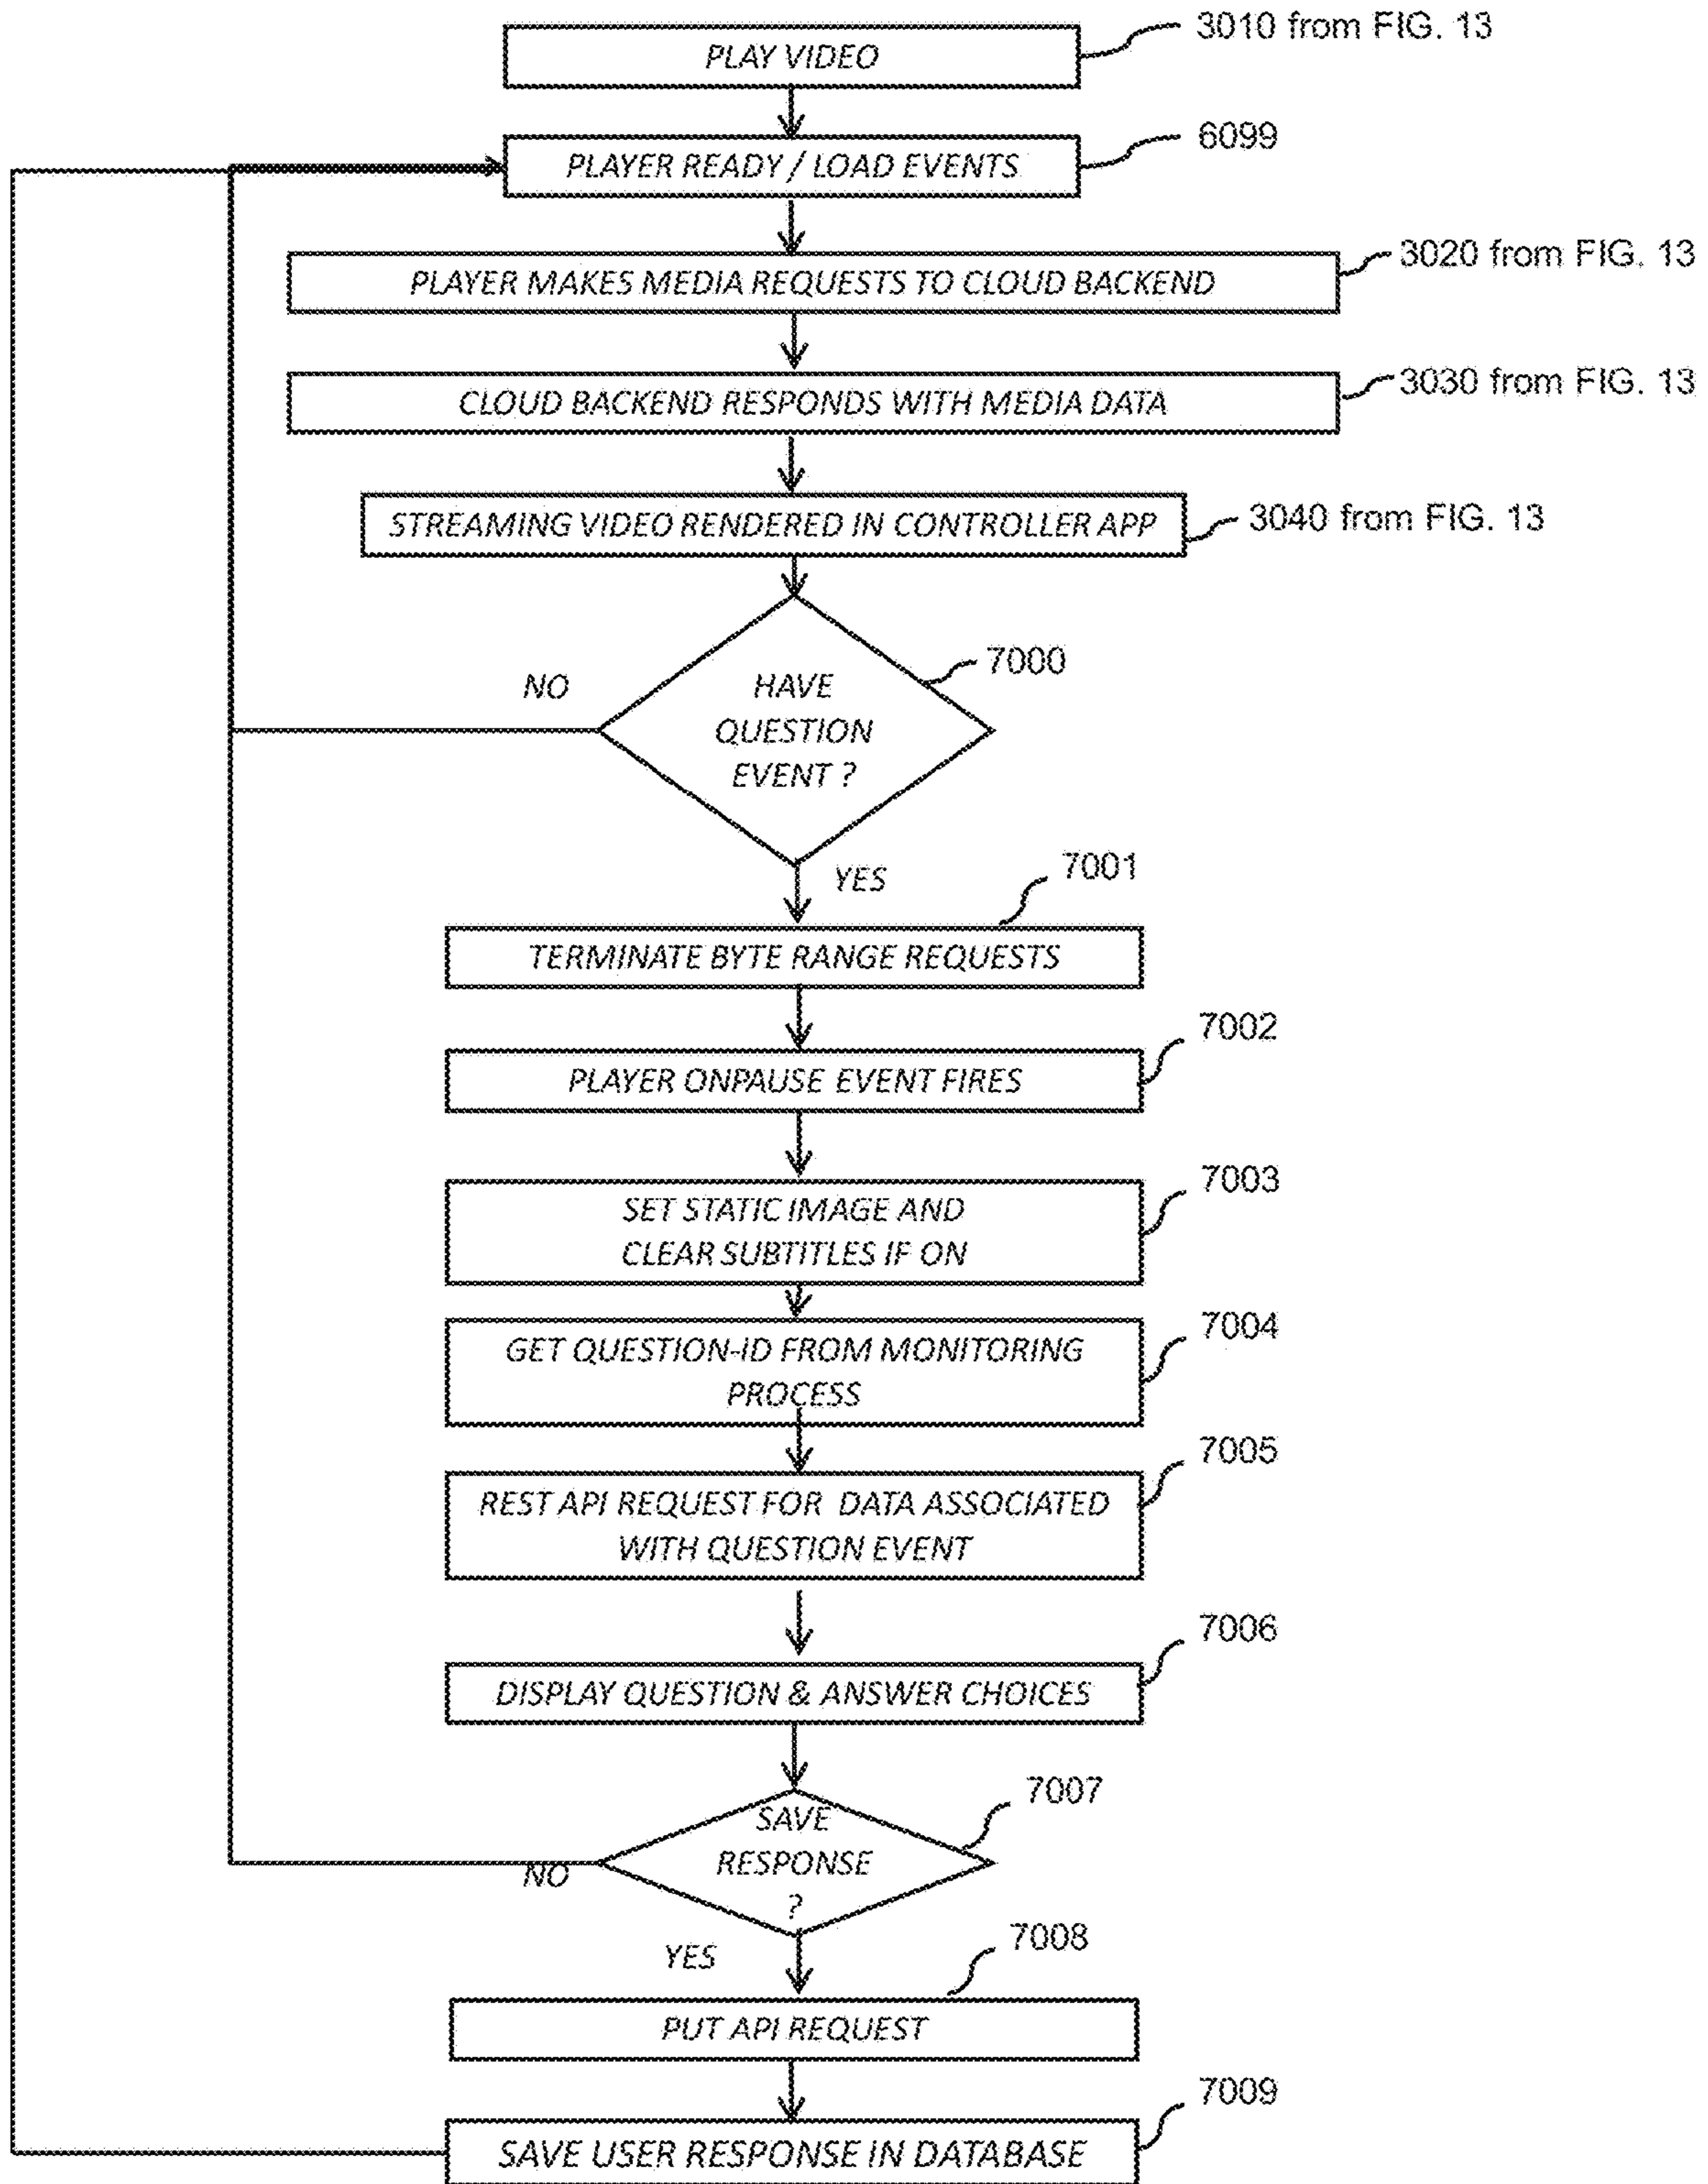 3010 from FIG. 13
PLAY VIDEO
6099
PLAYER READY / LOAD EVENTS
3020 from FIG. 13
PLAYER MAKES MEDIA REQUESTS TO CLOUD BACKEND
3030 from FIG. 13
CLOUD BACKEND RESPONDS WITH MEDIA DATA
3040 from FIG. 13
STREAMING VIDEO RENDERED IN CONTROLLER APP
7000
NO
HAVE
QUESTION
EVENT ?
YES
7001
TERMINATE BYTE RANGE REQUESTS
7002
PLAYER ONPAUSE EVENT FIRES
7003
SET STATIC IMAGE AND
CLEAR SUBTITLES IF ON
7004
GET QUESTION-ID FROM MONITORING
PROCESS
7005
REST API REQUEST FOR DATA ASSOCIATED
WITH QUESTION EVENT
7006
DISPLAY QUESTION & ANSWER CHOICES
7007
SAVE
RESPONSE
?
NO
YES
7008
PUT API REQUEST
7009
SAVE USER RESPONSE IN DATABASE